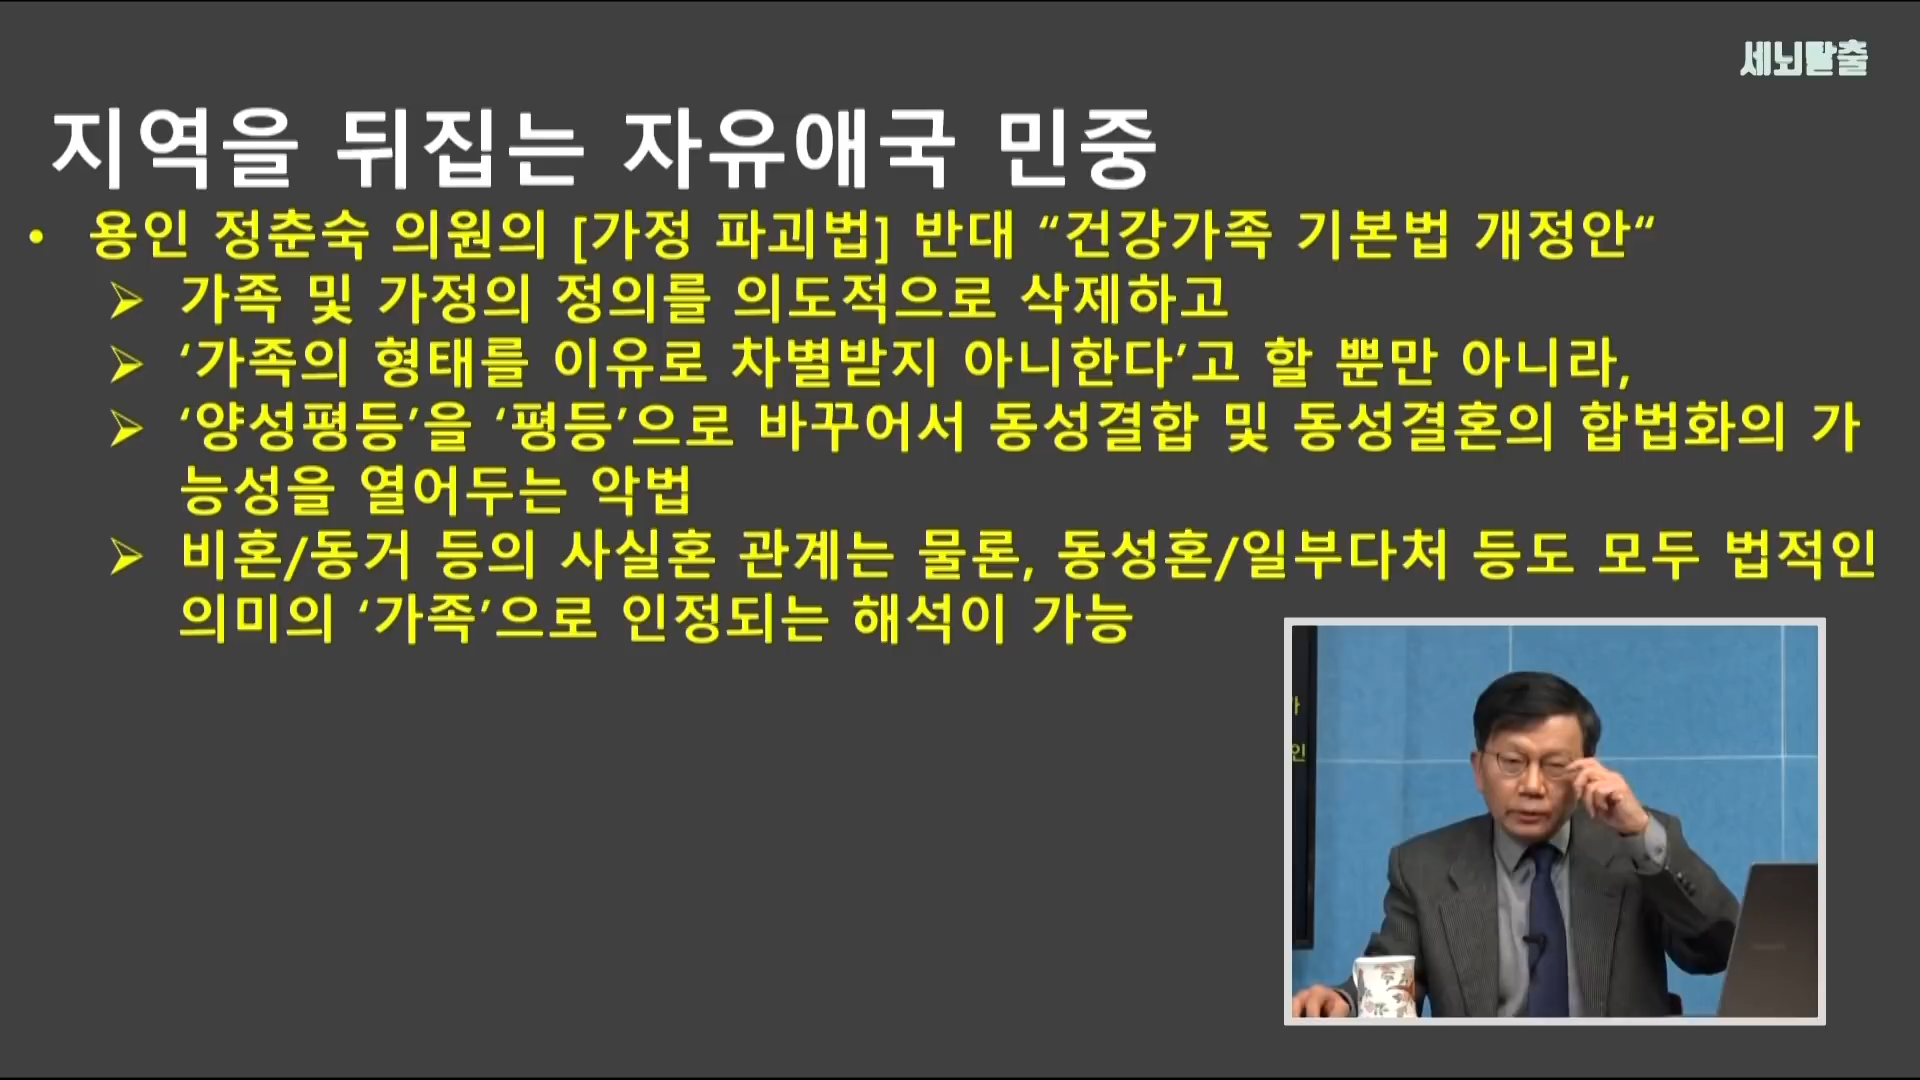 세뇌탈출
지역을 뒤집는 자유애국 민중
• 용인 정춘숙 의원의 [가정 파괴법] 반대 “건강가족 기본법 개정안“
➢ 가족 및 가정의 정의를 의도적으로 삭제하고
➢ ‘가족의 형태를 이유로 차별받지 아니한다’고 할 뿐만 아니라,
➢ ‘양성평등’을 ‘평등’으로 바꾸어서 동성결합 및 동성결혼의 합법화의 가
능성을 열어두는 악법
➢ 비혼/동거 등의 사실혼 관계는 물론, 동성혼/일부다처 등도 모두 법적인
의미의 ‘가족’으로 인정되는 해석이 가능
인